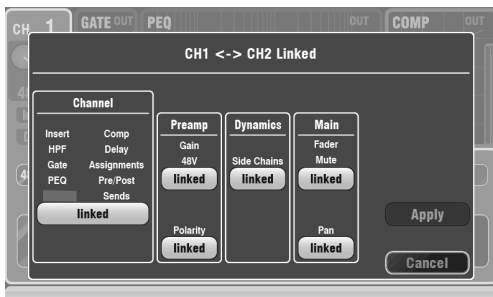 CH 1 GATE OUT PEQ OUT COMP OUT
CH1 <-> CH2 Linked
Channel
Insert Comp
HPF Delay
Gate Assignments
PEQ Pre/Post
Sends
linked
Preamp
Gain
48V
linked
Polarity
linked
Dynamics
Side Chains
linked
Main
Fader
Mute
linked
Pan
linked
Apply
Cancel